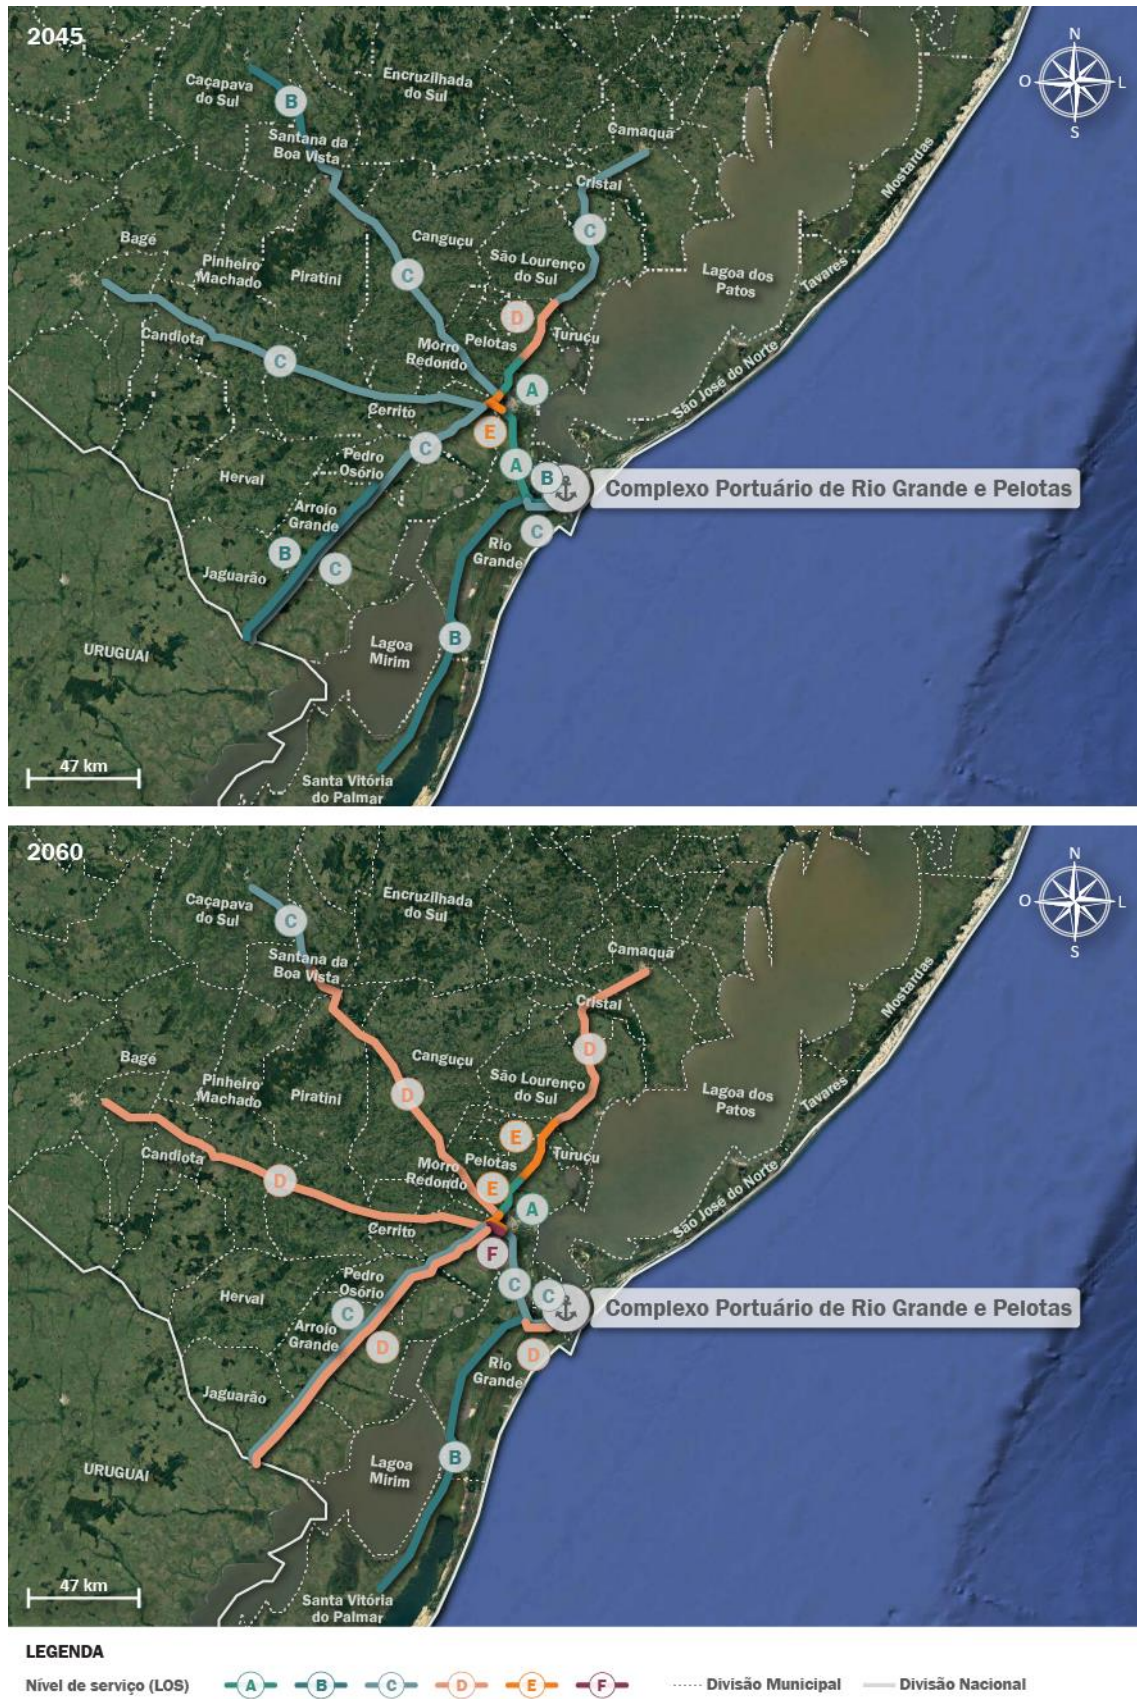 2045
N
O
L
S
Caçapava
do Sul
B
Encruzilhada
do Sul
Santana da
Boa Vista
Camaquã
Cristal
Mostardas
C
Bagé
Canguçu
São Lourenço
do Sul
Pinheiro
Machado
Piratini
C
Lagoa dos
Patos
Tavares
D
Candiota
Pelotas
Turuçu
Morro
Redondo
C
São José do Norte
A
Cerrito
E
C
Pedro
Osório
A
B
Herval
Complexo Portuário de Rio Grande e Pelotas
Arroio
Grande
C
Rio
Grande
B
C
Jaguarão
URUGUAI
Lagoa
Mirim
B
47 km
Santa Vitória
do Palmar
2060
N
O
L
S
Caçapava
do Sul
C
Encruzilhada
do Sul
Santana da
Boa Vista
Camaquã
Cristal
Mostardas
D
Bagé
Canguçu
São Lourenço
do Sul
Pinheiro
Machado
Piratini
D
Lagoa dos
Patos
Tavares
E
Candiota
Pelotas
Turuçu
Morro
Redondo
D
E
São José do Norte
A
Cerrito
F
Pedro
Osório
C
C
Herval
Complexo Portuário de Rio Grande e Pelotas
C
Arroio
Grande
D
D
Rio
Grande
Jaguarão
URUGUAI
Lagoa
Mirim
B
47 km
Santa Vitória
do Palmar
LEGENDA
Nível de serviço (LOS) A B C D E F Divisão Municipal Divisão Nacional